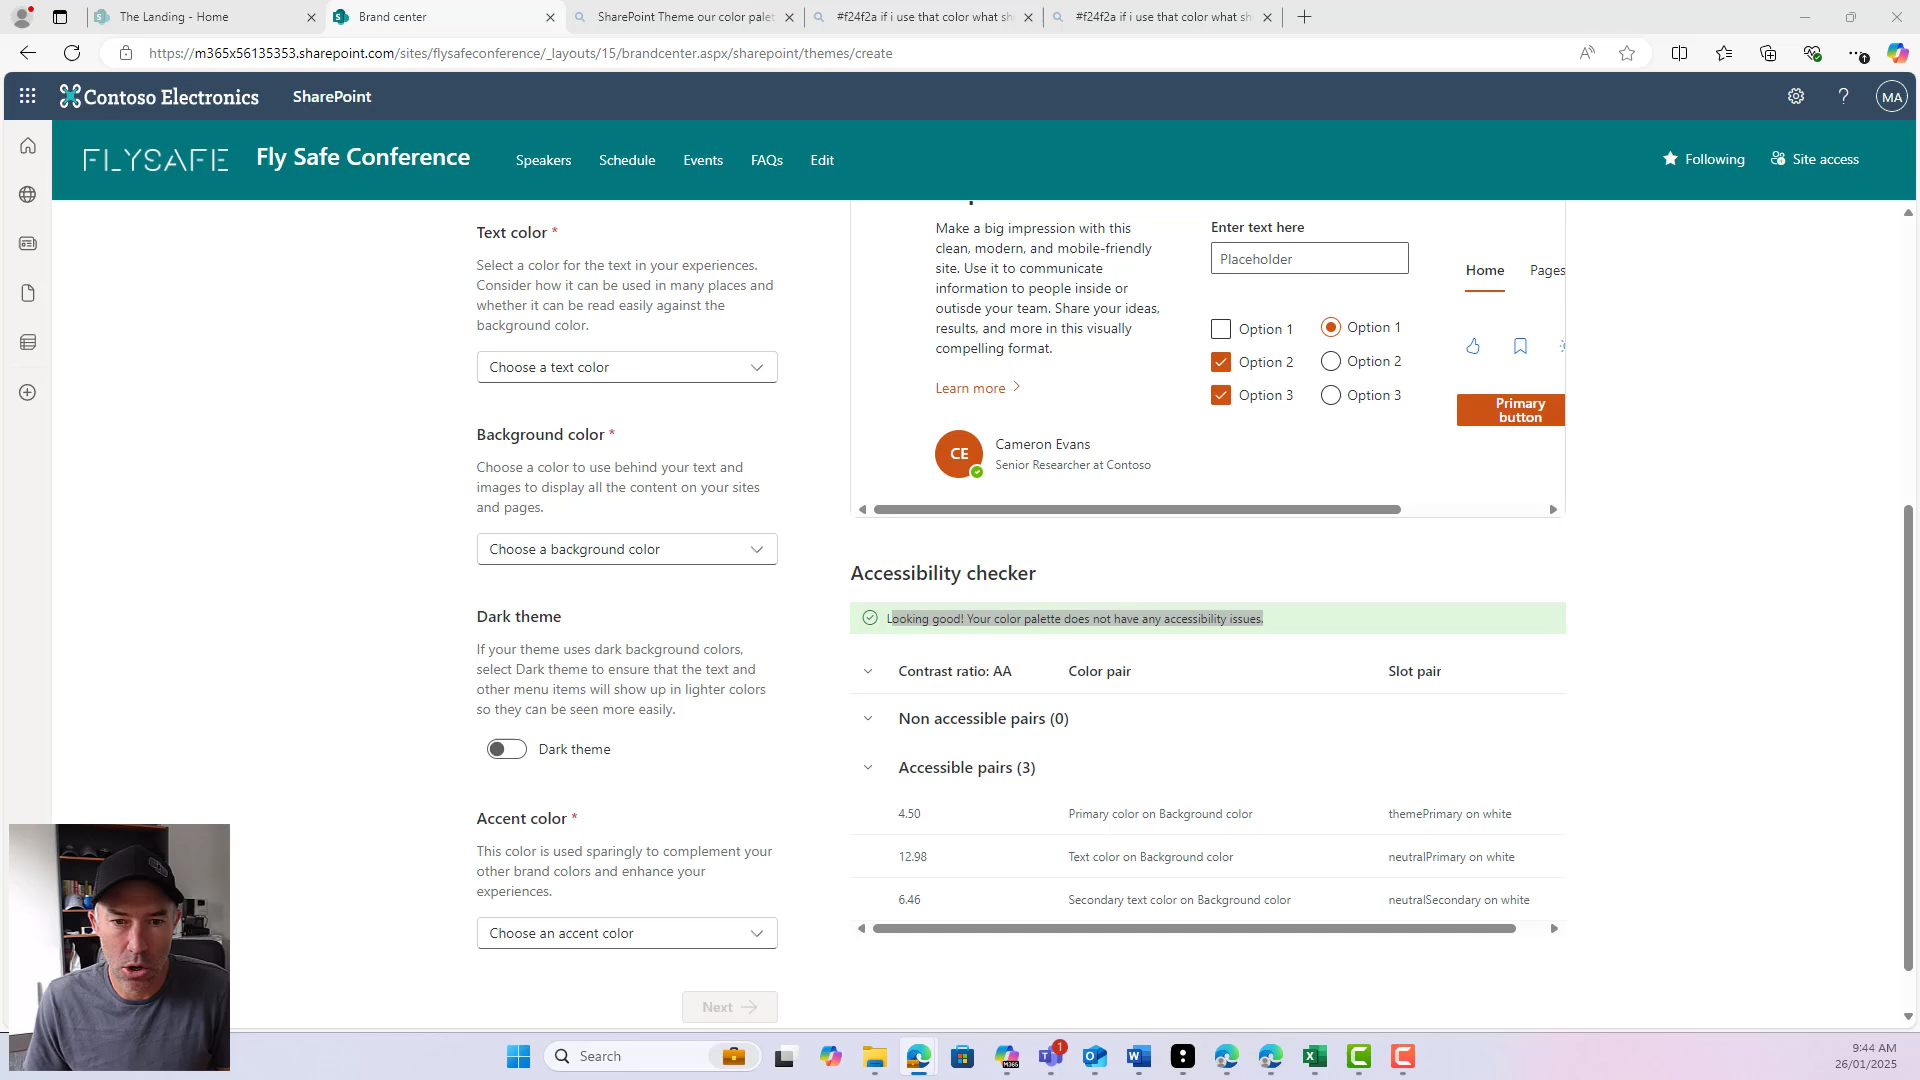 The Landing - Home
Brand center
SharePoint Theme our color palet
#f24f2a if i use that color what sh
#f24f2a if i use that color what sh
https://m365x56135353.sharepoint.com/sites/flysafeconference/_layouts/15/brandcenter.aspx/sharepoint/themes/create
Contoso Electronics
SharePoint
MA
FLYSAFE
Fly Safe Conference
Speakers
Schedule
Events
FAQs
Edit
Following
Site access
Text color *
Select a color for the text in your experiences.
Consider how it can be used in many places and
whether it can be read easily against the
background color.
Choose a text color
Background color *
Choose a color to use behind your text and
images to display all the content on your sites
and pages.
Choose a background color
Dark theme
If your theme uses dark background colors,
select Dark theme to ensure that the text and
other menu items will show up in lighter colors
so they can be seen more easily.
Dark theme
Accent color *
This color is used sparingly to complement your
other brand colors and enhance your
experiences.
Choose an accent color
Next
Make a big impression with this
clean, modern, and mobile-friendly
site. Use it to communicate
information to people inside or
outisde your team. Share your ideas,
results, and more in this visually
compelling format.
Learn more
CE
Cameron Evans
Senior Researcher at Contoso
Enter text here
Placeholder
Option 1
Option 2
Option 3
Option 1
Option 2
Option 3
Home
Pages
Primary
button
Accessibility checker
Looking good! Your color palette does not have any accessibility issues.
Contrast ratio: AA
Color pair
Slot pair
Non accessible pairs (0)
Accessible pairs (3)
4.50
Primary color on Background color
themePrimary on white
12.98
Text color on Background color
neutralPrimary on white
6.46
Secondary text color on Background color
neutralSecondary on white
Search
M365
1
9:44 AM
26/01/2025